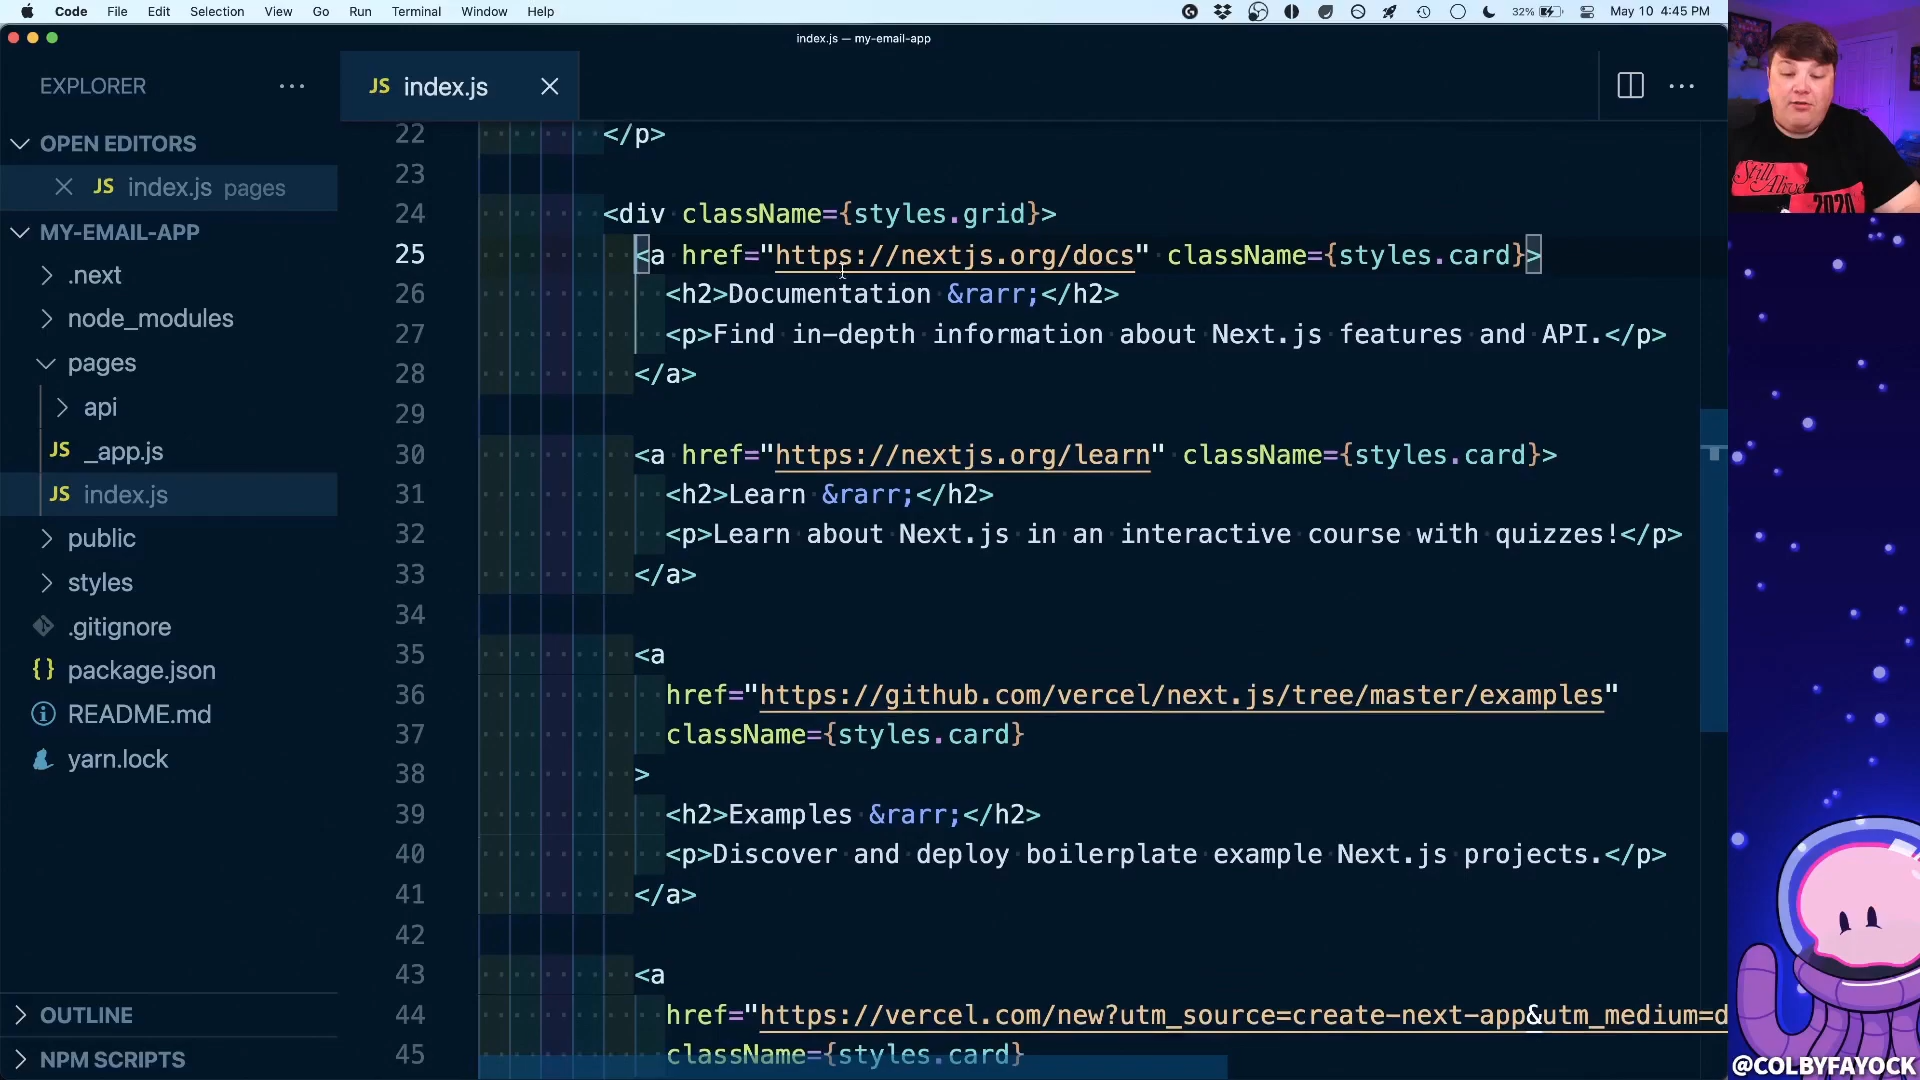 Code File Edit Selection View Go Run Terminal Window Help 32% May 10 4:45 PM
index.js — my-email-app
EXPLORER
JS index.js
OPEN EDITORS
JS index.js pages
MY-EMAIL-APP
.next
node_modules
pages
api
JS _app.js
JS index.js
public
styles
.gitignore
{} package.json
README.md
yarn.lock
OUTLINE
NPM SCRIPTS
22 </p>
23
24 <div className={styles.grid}>
25 <a href="https://nextjs.org/docs" className={styles.card}>
26 <h2>Documentation &rarr;</h2>
27 <p>Find in-depth information about Next.js features and API.</p>
28 </a>
29
30 <a href="https://nextjs.org/learn" className={styles.card}>
31 <h2>Learn &rarr;</h2>
32 <p>Learn about Next.js in an interactive course with quizzes!</p>
33 </a>
34
35 <a
36 href="https://github.com/vercel/next.js/tree/master/examples"
37 className={styles.card}
38 >
39 <h2>Examples &rarr;</h2>
40 <p>Discover and deploy boilerplate example Next.js projects.</p>
41 </a>
42
43 <a
44 href="https://vercel.com/new?utm_source=create-next-app&utm_medium=d
45 className={styles.card}
Still Alive
2020
@COLBYFAYOCK